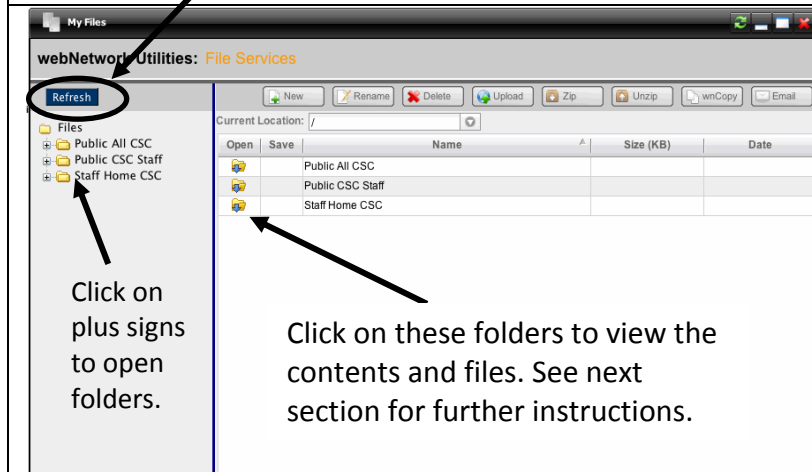 My Files
webNetwork Utilities: File Services
Refresh
New Rename Delete Upload Zip Unzip wnCopy Email
Files
Public All CSC
Public CSC Staff
Staff Home CSC
Current Location: /
Open Save Name Size (KB) Date
Public All CSC
Public CSC Staff
Staff Home CSC
Click on
plus signs
to open
folders.
Click on these folders to view the
contents and files. See next
section for further instructions.